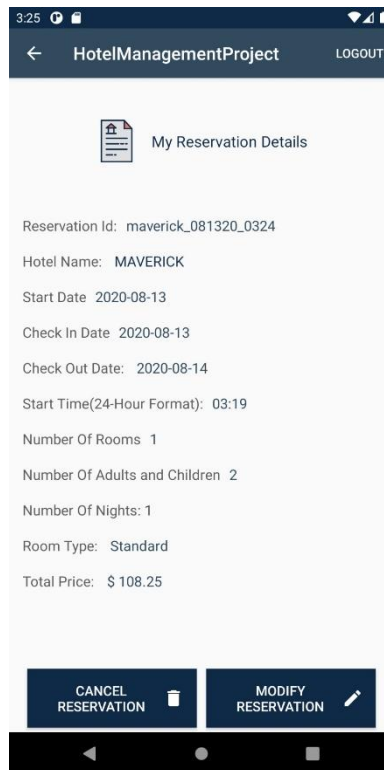 3:25
HotelManagementProject LOGOUT
My Reservation Details
Reservation Id: maverick_081320_0324
Hotel Name: MAVERICK
Start Date 2020-08-13
Check In Date 2020-08-13
Check Out Date: 2020-08-14
Start Time(24-Hour Format): 03:19
Number Of Rooms 1
Number Of Adults and Children 2
Number Of Nights: 1
Room Type: Standard
Total Price: $ 108.25
CANCEL
RESERVATION
MODIFY
RESERVATION